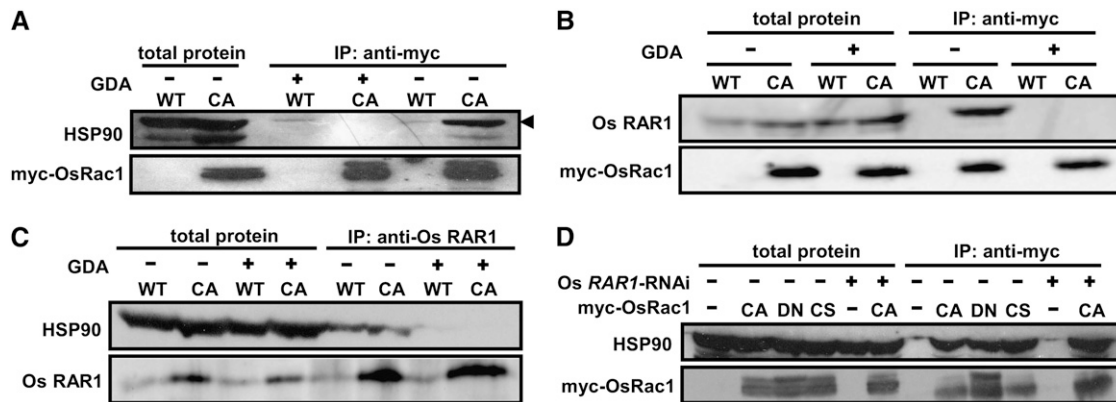 A
total protein IP: anti-myc
GDA - - + + - -
WT CA WT CA WT CA
HSP90
myc-OsRac1
B
total protein IP: anti-myc
GDA - + - +
WT CA WT CA WT CA WT CA
Os RAR1
myc-OsRac1
C
total protein IP: anti-Os RAR1
GDA - - + + - - + +
WT CA WT CA WT CA WT CA
HSP90
Os RAR1
D
total protein IP: anti-myc
Os RAR1-RNAi - - - - + + - - - - + +
myc-OsRac1 - CA DN CS - CA - CA DN CS - CA
HSP90
myc-OsRac1